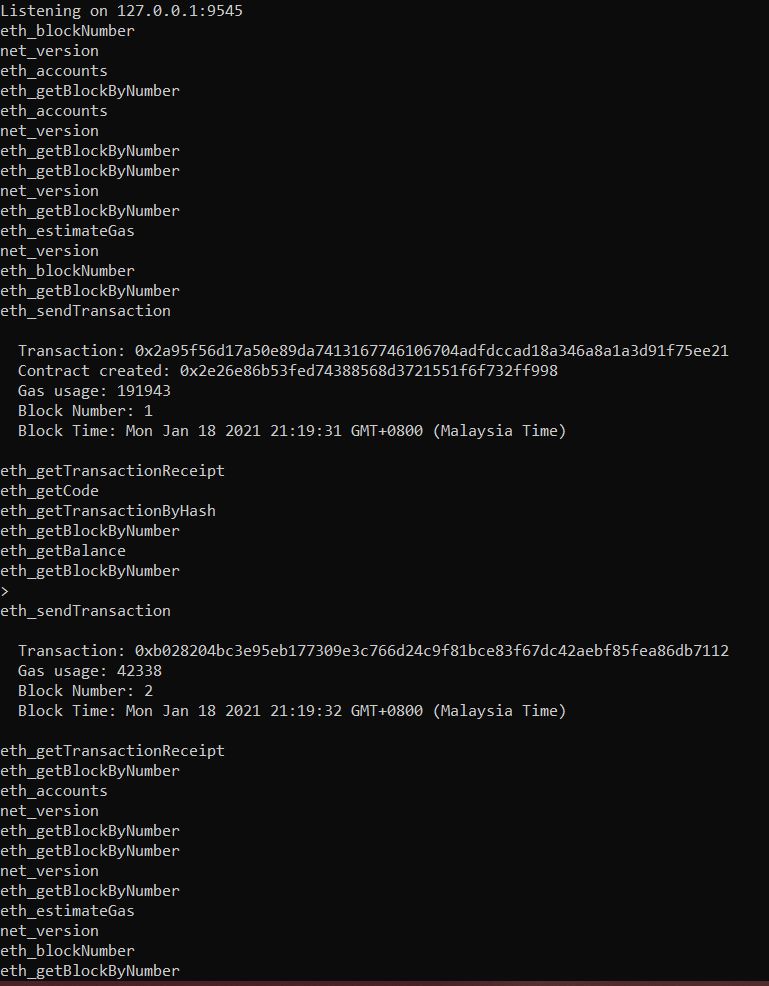 Listening on 127.0.0.1:9545
eth_blockNumber
net_version
eth_accounts
eth_getBlockByNumber
eth_accounts
net_version
eth_getBlockByNumber
eth_getBlockByNumber
net_version
eth_getBlockByNumber
eth_estimateGas
net_version
eth_blockNumber
eth_getBlockByNumber
eth_sendTransaction
Transaction: 0x2a95f56d17a50e89da7413167746106704adfdccad18a346a8a1a3d91f75ee21
Contract created: 0x2e26e86b53fed74388568d3721551f6f732ff998
Gas usage: 191943
Block Number: 1
Block Time: Mon Jan 18 2021 21:19:31 GMT+0800 (Malaysia Time)
eth_getTransactionReceipt
eth_getCode
eth_getTransactionByHash
eth_getBlockByNumber
eth_getBalance
eth_getBlockByNumber
>
eth_sendTransaction
Transaction: 0xb028204bc3e95eb177309e3c766d24c9f81bce83f67dc42aebf85fea86db7112
Gas usage: 42338
Block Number: 2
Block Time: Mon Jan 18 2021 21:19:32 GMT+0800 (Malaysia Time)
eth_getTransactionReceipt
eth_getBlockByNumber
eth_accounts
net_version
eth_getBlockByNumber
eth_getBlockByNumber
net_version
eth_getBlockByNumber
eth_estimateGas
net_version
eth_blockNumber
eth_getBlockByNumber